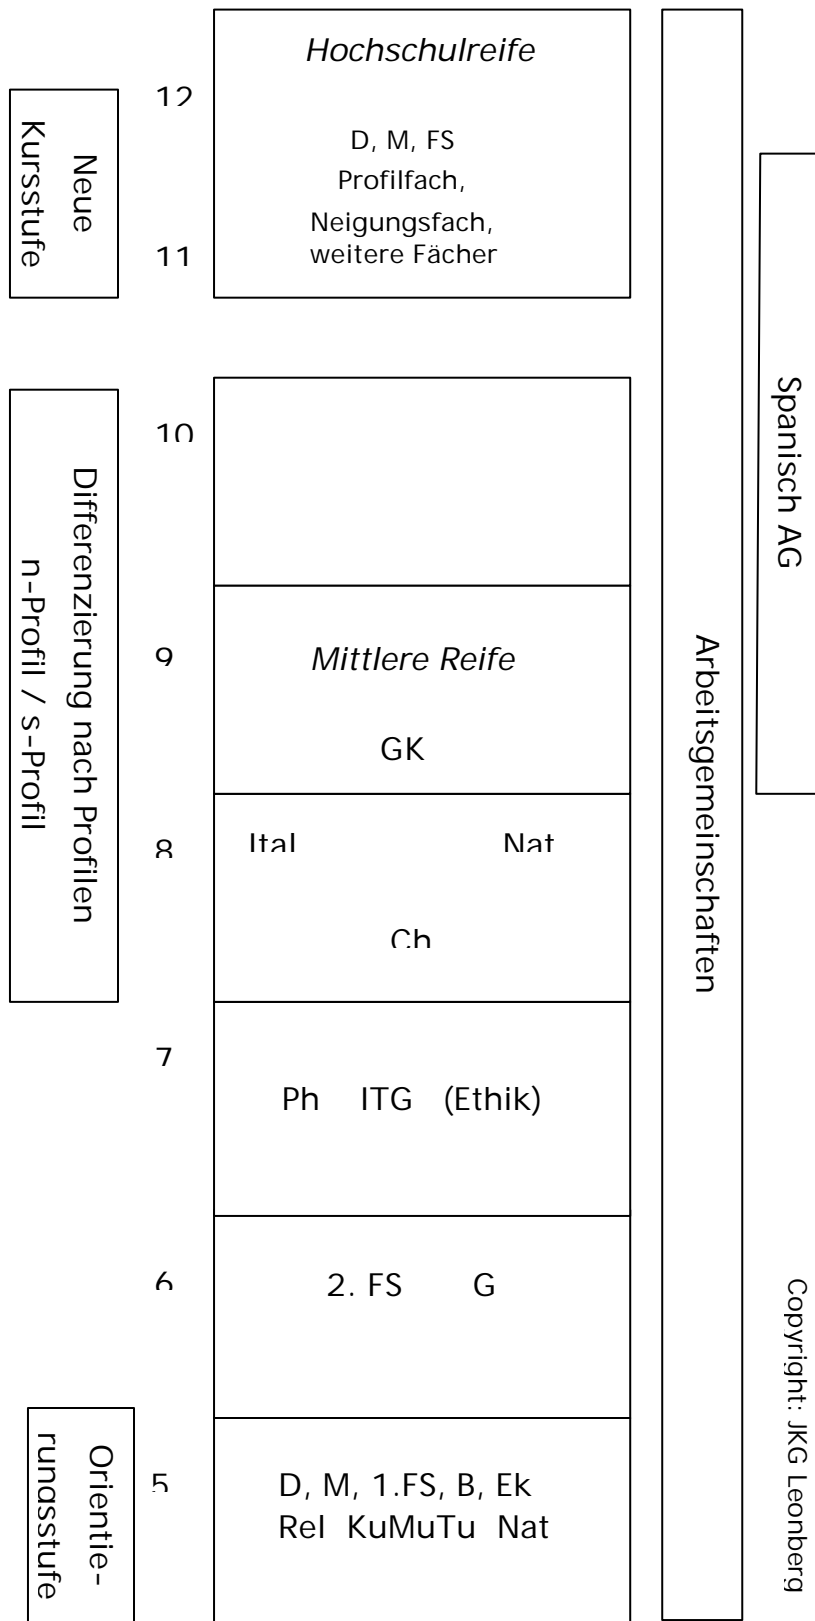 Hochschulreife
12
D, M, FS
Profilfach,
Neigungsfach,
weitere Fächer
11
Neue
Kursstufe
10
9
Mittlere Reife
GK
8
Ital Nat
Ch
Differenzierung nach Profilen
n-Profil / s-Profil
7
Ph ITG (Ethik)
6
2. FS G
5
D, M, 1.FS, B, Ek
Rel KuMuTu Nat
Orientie-
rungsstufe
Arbeitsgemeinschaften
Spanisch AG
Copyright: JKG Leonberg